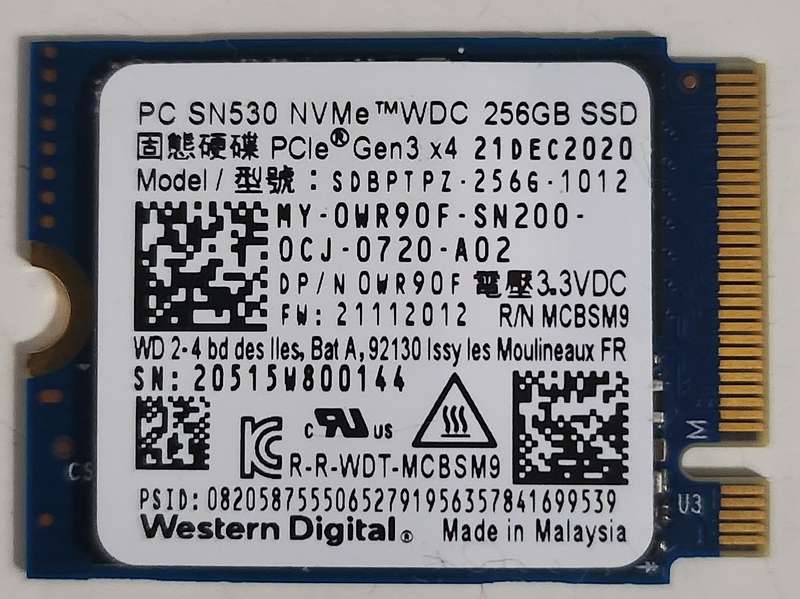 PC SN530 NVMe™WDC 256GB SSD
固態硬碟 PCIe®Gen3 x4 21DEC2020
Model / 型號：SDBPTPZ-256G-1012
MY-0WR90F-SN200-
0CJ-0720-A02
DP/N 0WR90F 電壓3.3VDC
FW: 21112012 R/N MCBSM9
WD 2-4 bd des Iles, Bat A, 92130 Issy les Moulineaux FR
SN: 20515W800144
c RU US
R-R-WDT-MCBSM9
PSID: 08205875550652791956357841699539
Western Digital® Made in Malaysia
CS
M
U3